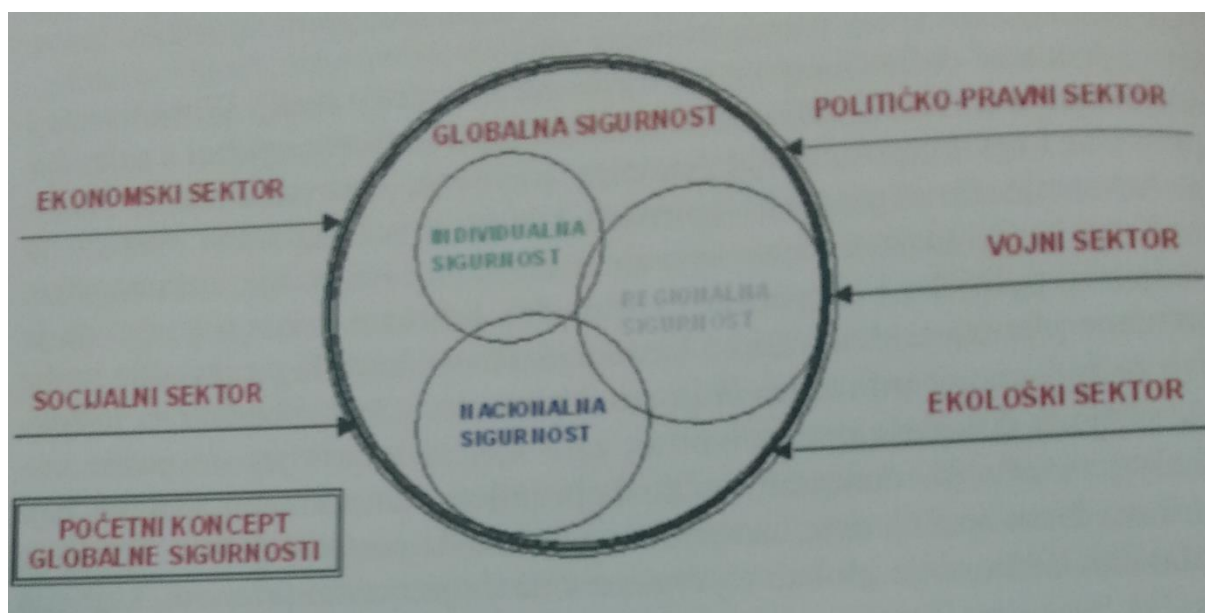 GLOBALNA SIGURNOST
POLITIČKO-PRAVNI SEKTOR
EKONOMSKI SEKTOR
INDIVIDUALNA
SIGURNOST
VOJNI SEKTOR
REGIONALNA
SIGURNOST
SOCIJALNI SEKTOR
NACIONALNA
SIGURNOST
EKOLOŠKI SEKTOR
POČETNI KONCEPT
GLOBALNE SIGURNOSTI